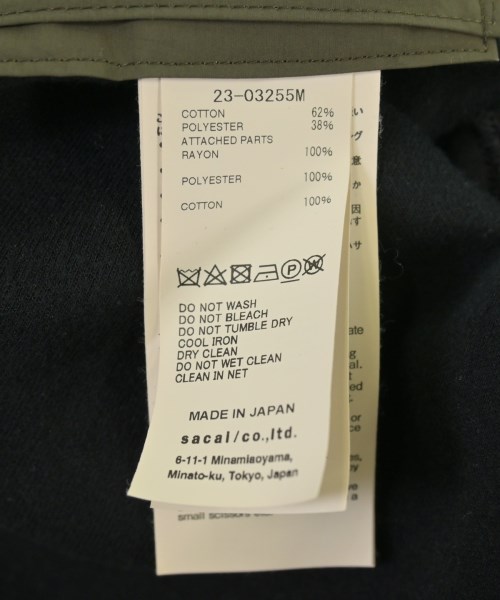 23-03255M
COTTON 62%
POLYESTER 38%
ATTACHED PARTS
RAYON 100%
POLYESTER 100%
COTTON 100%
P W
DO NOT WASH
DO NOT BLEACH
DO NOT TUMBLE DRY
COOL IRON
DRY CLEAN
DO NOT WET CLEAN
CLEAN IN NET
MADE IN JAPAN
sacai/co.,ltd.
6-11-1 Minamiaoyama,
Minato-ku, Tokyo, Japan
small scissors